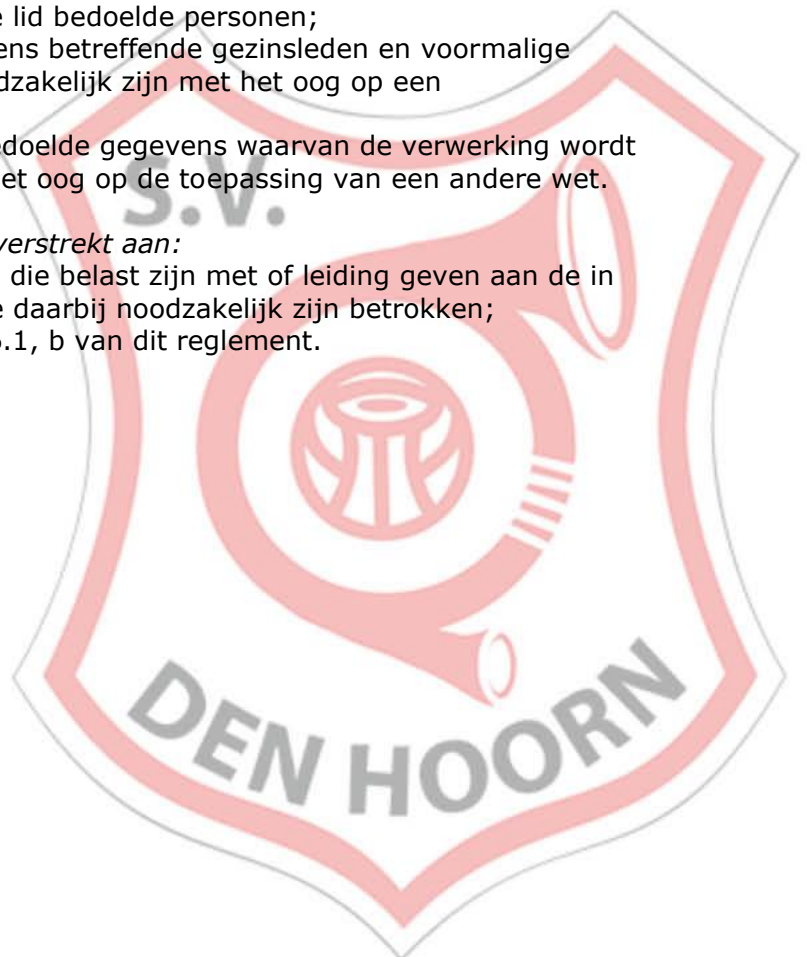 e lid bedoelde personen;
ens betreffende gezinsleden en voormalige
dzakelijk zijn met het oog op een
edoelde gegevens waarvan de verwerking wordt
et oog op de toepassing van een andere wet.
S.V.
verstrekt aan:
die belast zijn met of leiding geven aan de in
e daarbij noodzakelijk zijn betrokken;
.1, b van dit reglement.
DEN HOORN